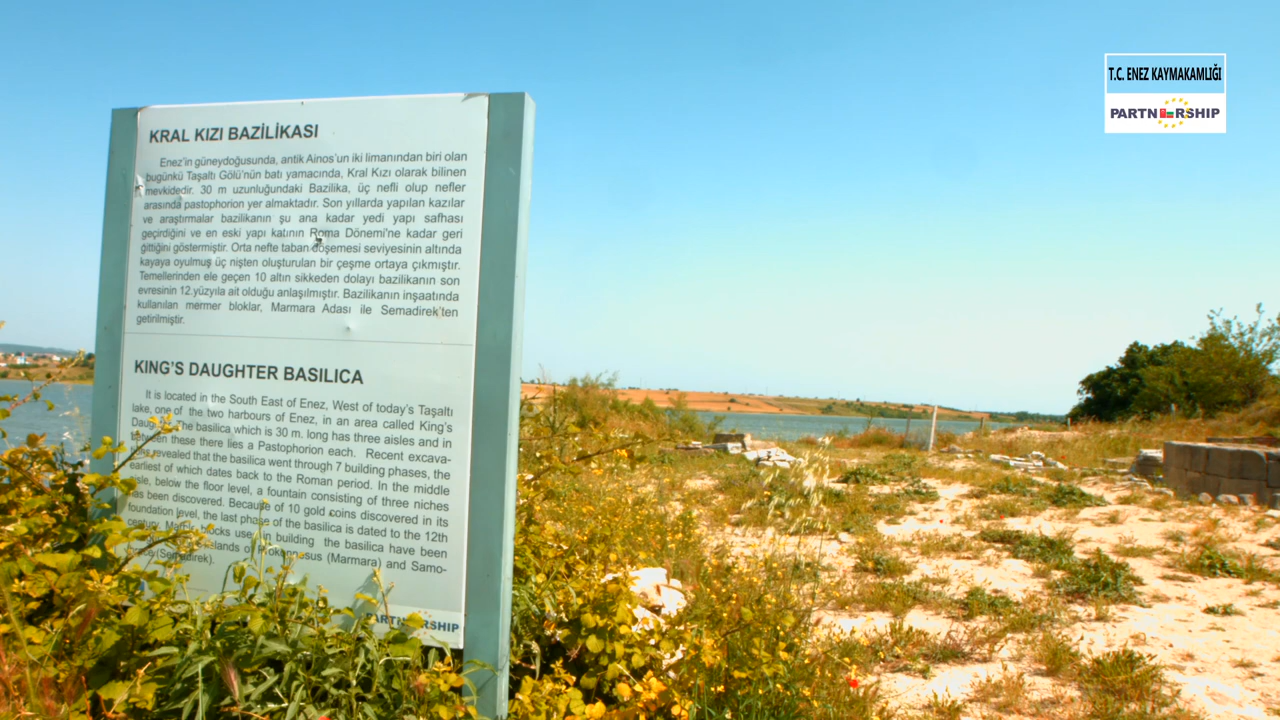 KRAL KIZI BAZİLİKASI
Enez'in güneydoğusunda, antik Ainos'un iki limanından biri olan
bugünkü Taşaltı Gölü'nün batı yamacında, Kral Kızı olarak bilinen
mevkidedir. 30 m uzunluğundaki Bazilika, üç nefli olup nefler
arasında pastophorion yer almaktadır. Son yıllarda yapılan kazılar
ve araştırmalar bazilikanın şu ana kadar yedi yapı safhası
geçirdiğini ve en eski yapı katının Roma Dönemi'ne kadar geri
gittiğini göstermiştir. Orta nefte taban döşemesi seviyesinin altında
kayaya oyulmuş üç nişten oluşturulan bir çeşme ortaya çıkmıştır.
Temellerinden ele geçen 10 altın sikkeden dolayı bazilikanın son
evresinin 12.yüzyıla ait olduğu anlaşılmıştır. Bazilikanın inşaatında
kullanılan mermer bloklar, Marmara Adası ile Semadirek'ten
getirilmiştir.
KING'S DAUGHTER BASILICA
It is located in the South East of Enez, West of today's Taşaltı
lake, one of the two harbours of Enez, in an area called King's
The basilica which is 30 m. long has three aisles and in
between these there lies a Pastophorion each. Recent excava-
revealed that the basilica went through 7 building phases, the
earliest of which dates back to the Roman period. In the middle
below the floor level, a fountain consisting of three niches
has been discovered. Because of 10 gold coins discovered in its
foundation level, the last phase of the basilica is dated to the 12th
century. blocks used in building the basilica have been
(Marmara) and Samo-
(Semadirek).
PARTNERSHIP
T.C. ENEZ KAYMAKAMLIĞI
PARTNERSHIP